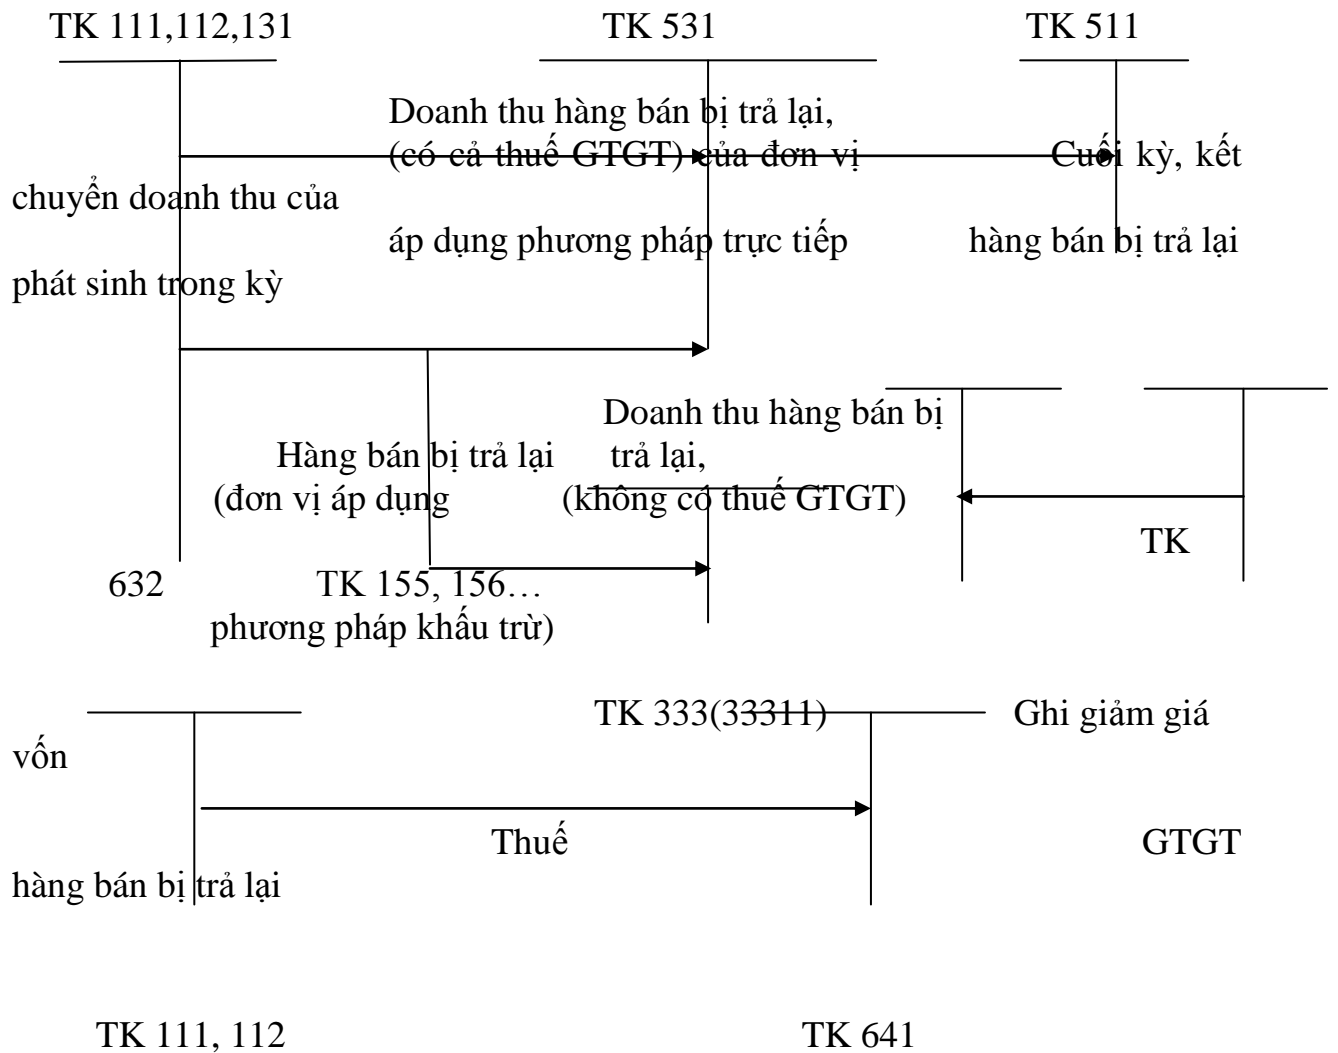 TK 111,112,131 TK 531 TK 511
Doanh thu hàng bán bị trả lại,
(có cả thuế GTGT) của đơn vị Cuối kỳ, kết
chuyển doanh thu của
áp dụng phương pháp trực tiếp hàng bán bị trả lại
phát sinh trong kỳ
Doanh thu hàng bán bị
Hàng bán bị trả lại trả lại,
(đơn vị áp dụng (không có thuế GTGT)
TK
632 TK 155, 156…
phương pháp khấu trừ)
TK 333(33311) Ghi giảm giá
vốn
Thuế GTGT
hàng bán bị trả lại
TK 111, 112 TK 641